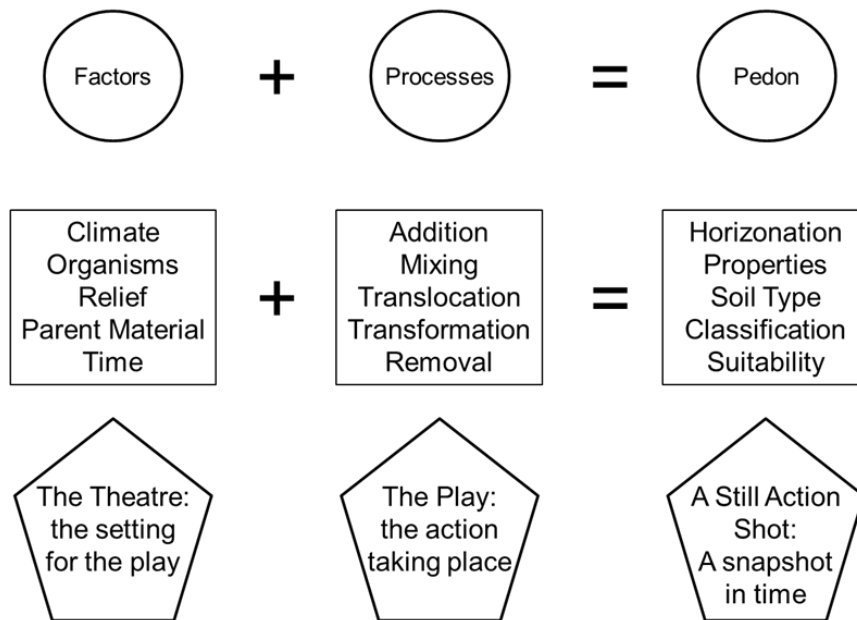 Factors + Processes = Pedon
Climate
Organisms
Relief
Parent Material
Time
+
Addition
Mixing
Translocation
Transformation
Removal
=
Horizonation
Properties
Soil Type
Classification
Suitability
The Theatre:
the setting
for the play
The Play:
the action
taking place
A Still Action
Shot:
A snapshot
in time